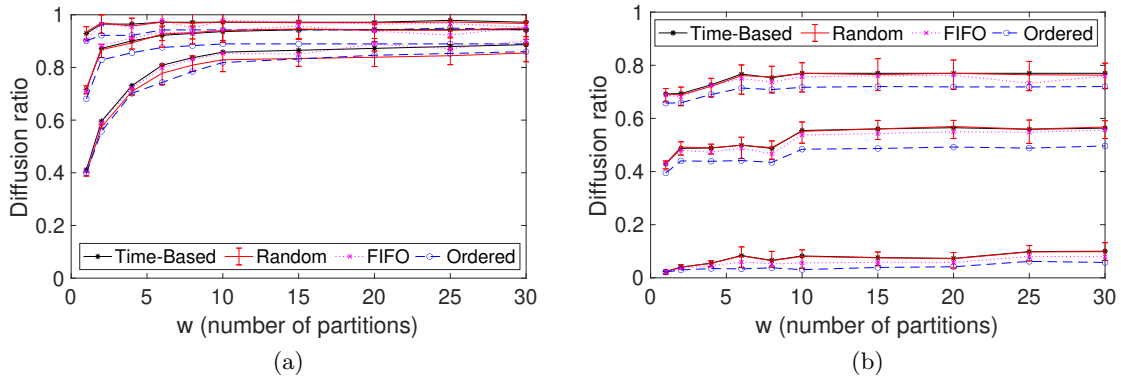 1
0.8
0.6
0.4
0.2
0
Diffusion ratio
Time-Based Random FIFO Ordered
0 5 10 15 20 25 30
w (number of partitions)
(a)
1
0.8
0.6
0.4
0.2
0
Diffusion ratio
Time-Based Random FIFO Ordered
0 5 10 15 20 25 30
w (number of partitions)
(b)